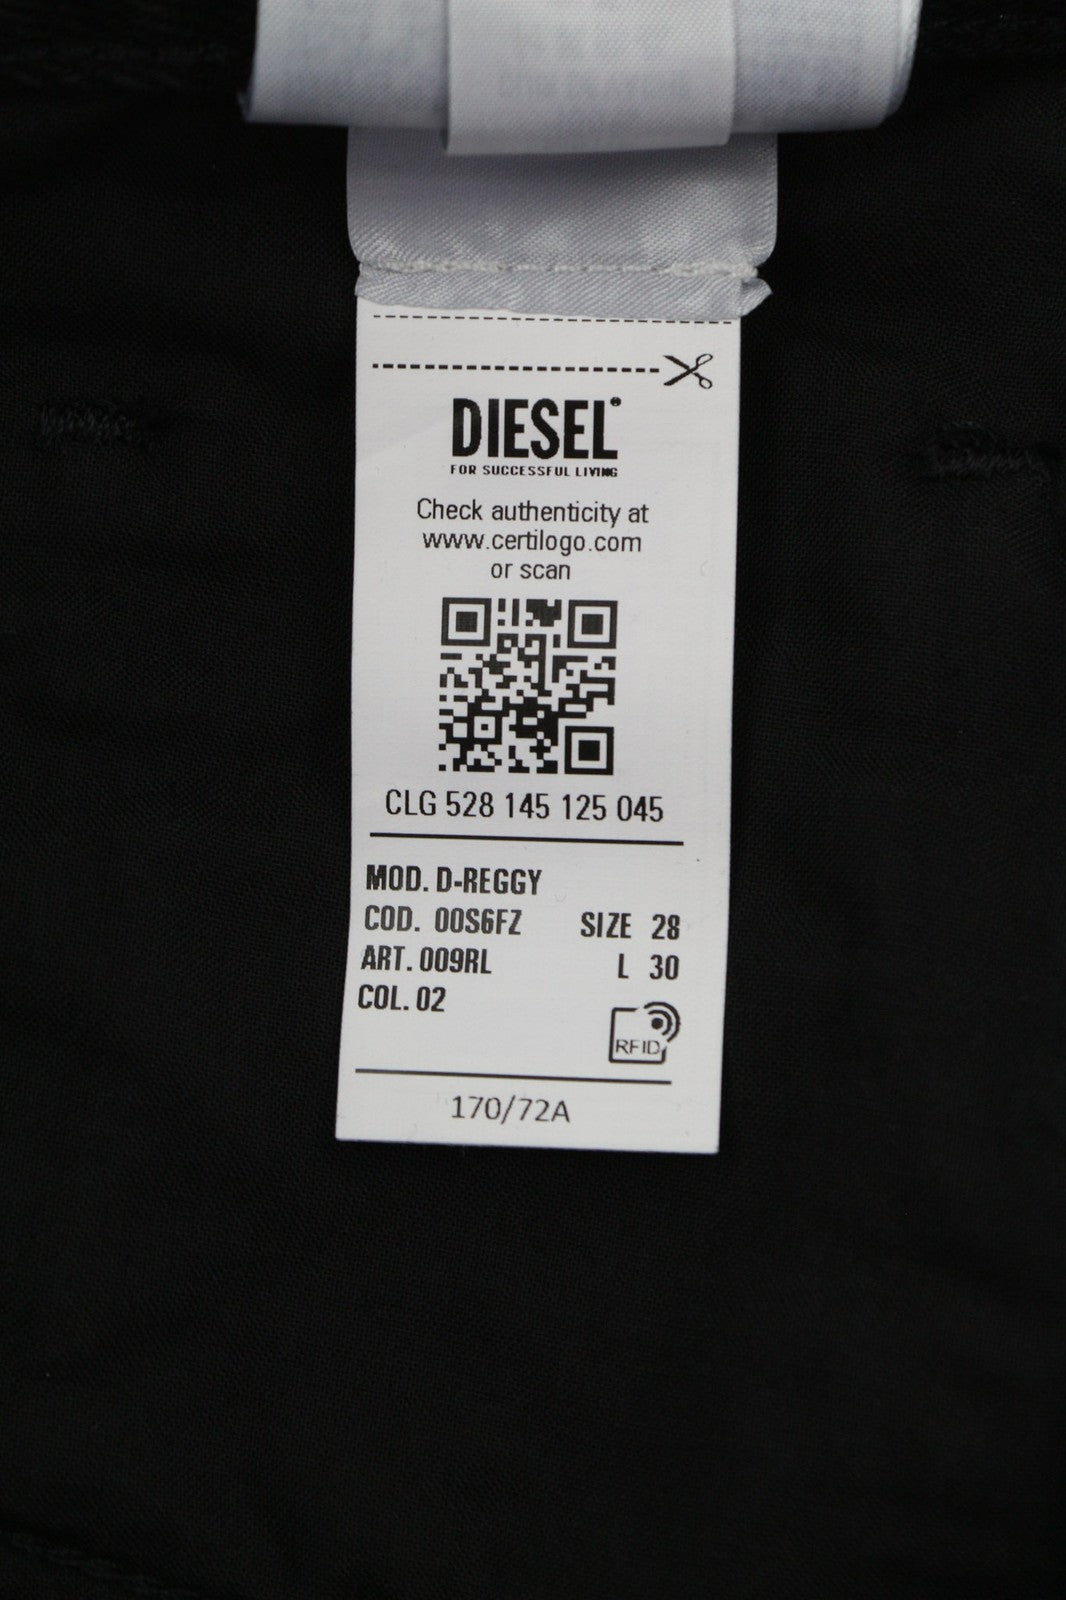 DIESEL
FOR SUCCESSFUL LIVING
Check authenticity at
www.certilogo.com
or scan
CLG 528 145 125 045
MOD. D-REGGY
COD. 00S6FZ SIZE 28
ART. 009RL L 30
COL. 02
RFID
170/72A